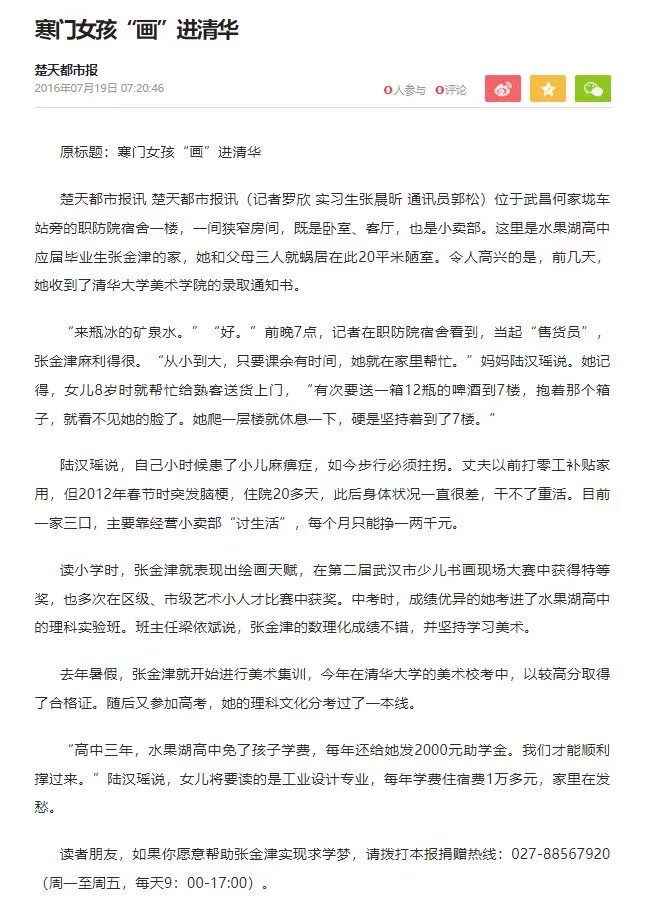 寒门女孩“画”进清华
楚天都市报
2016年07月19日 07:20:46
0人参与 0评论
原标题：寒门女孩“画”进清华
楚天都市报讯 楚天都市报讯（记者罗欣 实习生张晨昕 通讯员郭松）位于武昌何家垅车
站旁的职防院宿舍一楼，一间狭窄房间，既是卧室、客厅，也是小卖部。这里是水果湖高中
应届毕业生张金津的家，她和父母三人就蜗居在此20平米陋室。令人高兴的是，前几天，
她收到了清华大学美术学院的录取通知书。
“来瓶冰的矿泉水。”“好。”前晚7点，记者在职防院宿舍看到，当起“售货员”，
张金津麻利得很。“从小到大，只要课余有时间，她就在家里帮忙。”妈妈陆汉瑶说。她记
得，女儿8岁时就帮忙给熟客送货上门，“有次要送一箱12瓶的啤酒到7楼，抱着那个箱
子，就看不见她的脸了。她爬一层楼就休息一下，硬是坚持着到了7楼。”
陆汉瑶说，自己小时候患了小儿麻痹症，如今步行必须拄拐。丈夫以前打零工补贴家
用，但2012年春节时突发脑梗，住院20多天，此后身体状况一直很差，干不了重活。目前
一家三口，主要靠经营小卖部“讨生活”，每个月只能挣一两千元。
读小学时，张金津就表现出绘画天赋，在第二届武汉市少儿书画现场大赛中获得特等
奖，也多次在区级、市级艺术小人才比赛中获奖。中考时，成绩优异的她考进了水果湖高中
的理科实验班。班主任梁依斌说，张金津的数理化成绩不错，并坚持学习美术。
去年暑假，张金津就开始进行美术集训，今年在清华大学的美术校考中，以较高分取得
了合格证。随后又参加高考，她的理科文化分考过了一本线。
“高中三年，水果湖高中免了孩子学费，每年还给她发2000元助学金。我们才能顺利
撑过来。”陆汉瑶说，女儿将要读的是工业设计专业，每年学费住宿费1万多元，家里在发
愁。
读者朋友，如果你愿意帮助张金津实现求学梦，请拨打本报捐赠热线：027-88567920
（周一至周五，每天9：00-17:00）。